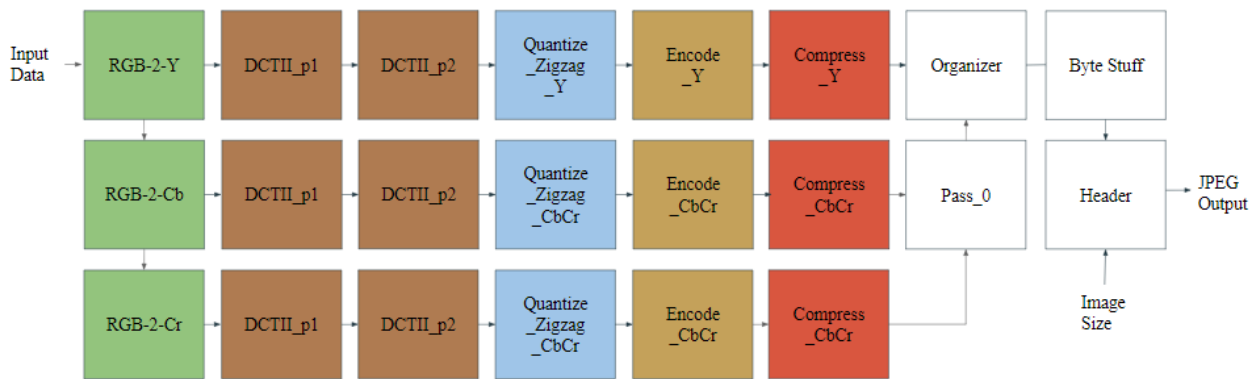 Input
Data
RGB-2-Y
DCTII_p1
DCTII_p2
Quantize
_Zigzag
_Y
Encode
_Y
Compress
_Y
Organizer
Byte Stuff
RGB-2-Cb
DCTII_p1
DCTII_p2
Quantize
_Zigzag
_CbCr
Encode
_CbCr
Compress
_CbCr
Pass_0
Header
JPEG
Output
RGB-2-Cr
DCTII_p1
DCTII_p2
Quantize
_Zigzag
_CbCr
Encode
_CbCr
Compress
_CbCr
Image
Size